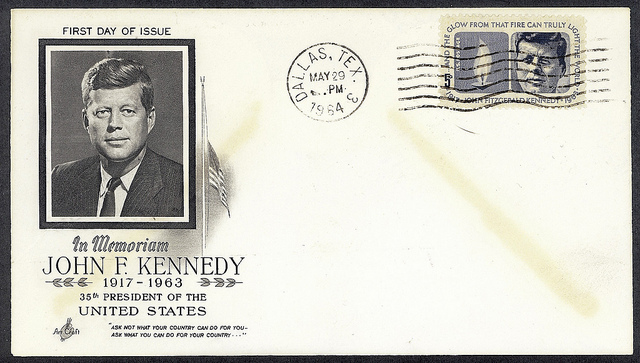 FIRST DAY OF ISSUE
In Memoriam
JOHN F. KENNEDY
1917-1963
35th PRESIDENT OF THE
UNITED STATES
"ASK NOT WHAT YOUR COUNTRY CAN DO FOR YOU-
ASK WHAT YOU CAN DO FOR YOUR COUNTRY---"
ArtCraft
DALLAS, TEX. 3
MAY 29
PM
1964
AND THE GLOW FROM THAT FIRE CAN TRULY LIGHT THE WORLD
JOHN FITZGERALD KENNEDY